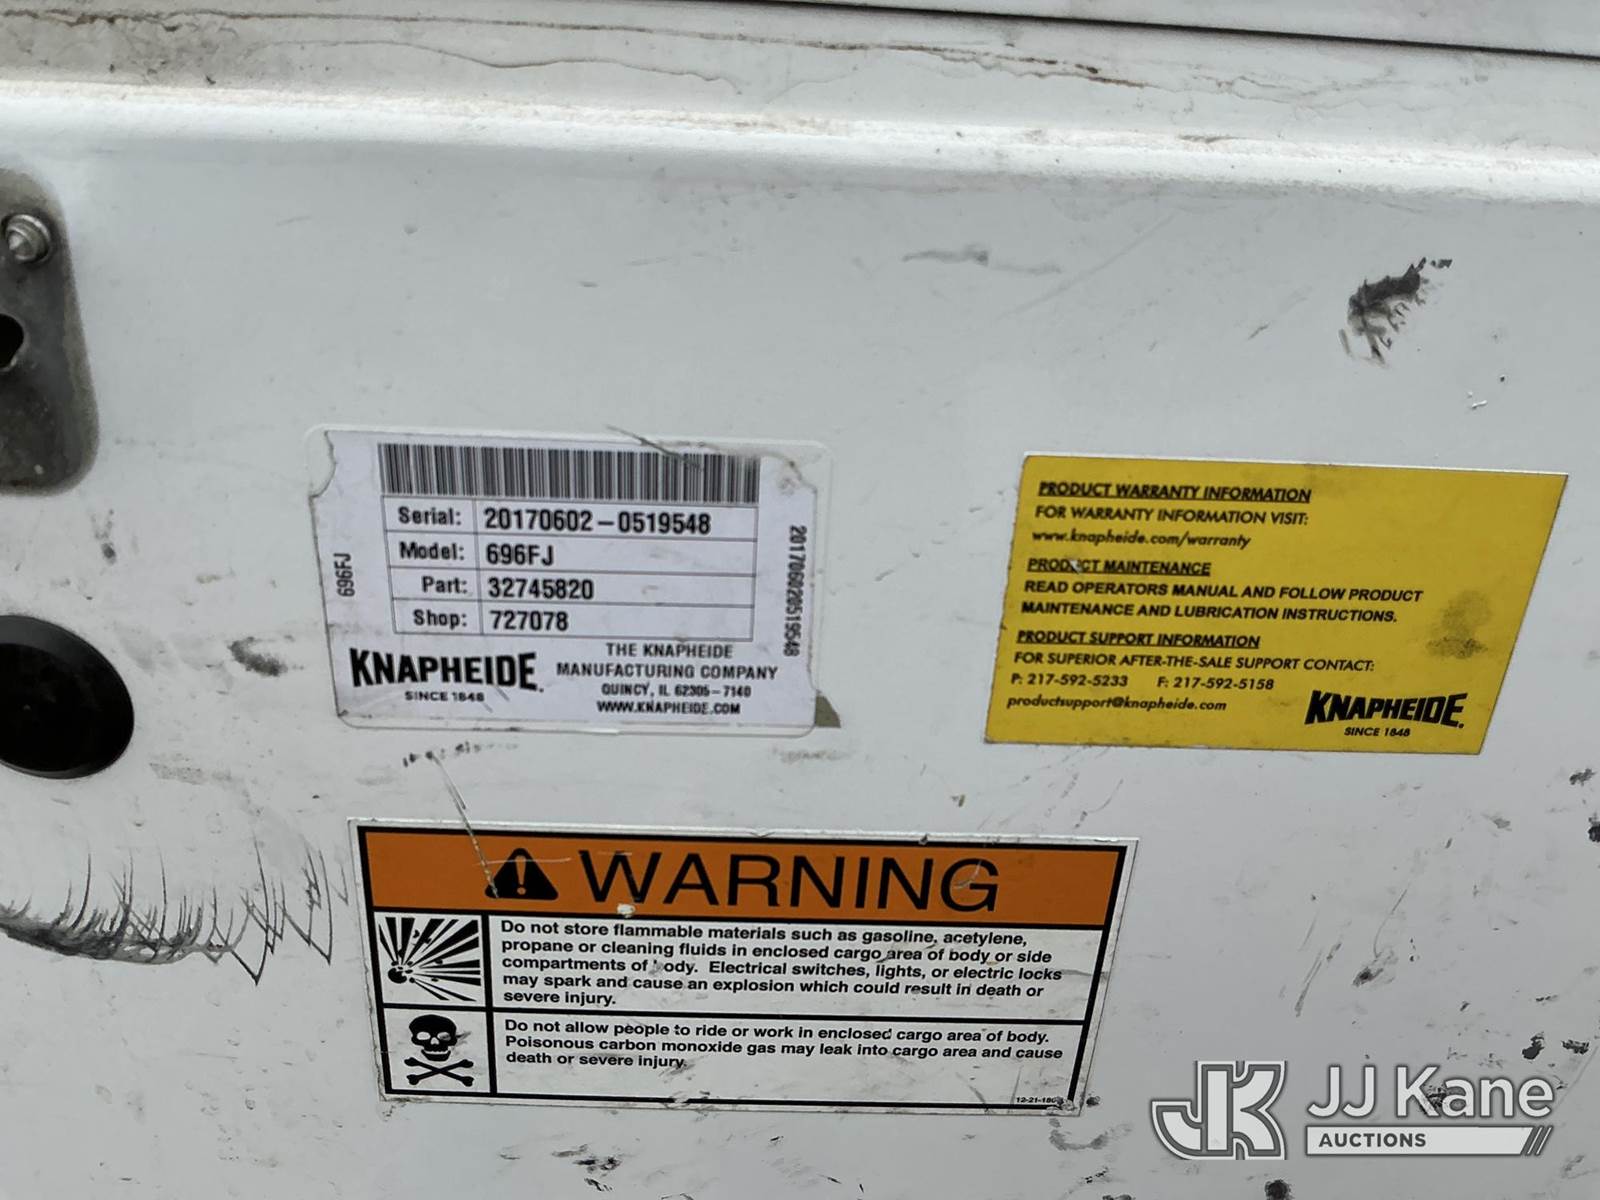 Serial: 20170602-0519548
Model: 696FJ
Part: 32745820
Shop: 727078
696FJ
201706020519548
KNAPHEIDE
SINCE 1848
THE KNAPHEIDE
MANUFACTURING COMPANY
QUINCY, IL 62305-7140
WWW.KNAPHEIDE.COM
PRODUCT WARRANTY INFORMATION
FOR WARRANTY INFORMATION VISIT:
www.knapheide.com/warranty
PRODUCT MAINTENANCE
READ OPERATORS MANUAL AND FOLLOW PRODUCT
MAINTENANCE AND LUBRICATION INSTRUCTIONS.
PRODUCT SUPPORT INFORMATION
FOR SUPERIOR AFTER-THE-SALE SUPPORT CONTACT:
P: 217-592-5233 F: 217-592-5158
productsupport@knapheide.com
KNAPHEIDE
SINCE 1848
WARNING
Do not store flammable materials such as gasoline, acetylene,
propane or cleaning fluids in enclosed cargo area of body or side
compartments of body. Electrical switches, lights, or electric locks
may spark and cause an explosion which could result in death or
severe injury.
Do not allow people to ride or work in enclosed cargo area of body.
Poisonous carbon monoxide gas may leak into cargo area and cause
death or severe injury.
JK JJ Kane
AUCTIONS